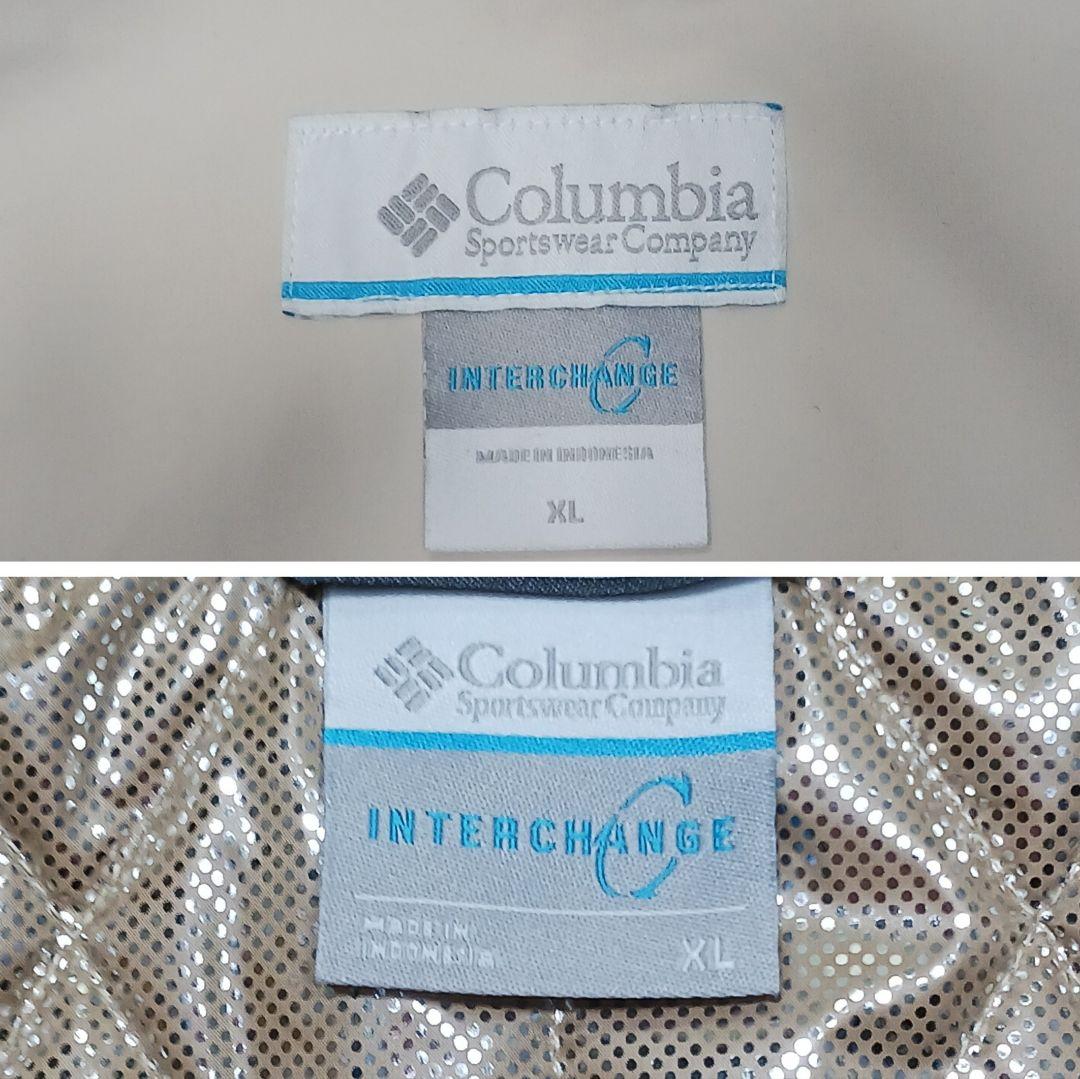 Columbia
Sportswear Company
INTERCHANGE
MADE IN INDONESIA
XL
Columbia
Sportswear Company
INTERCHANGE
MADE IN
INDONESIA
XL